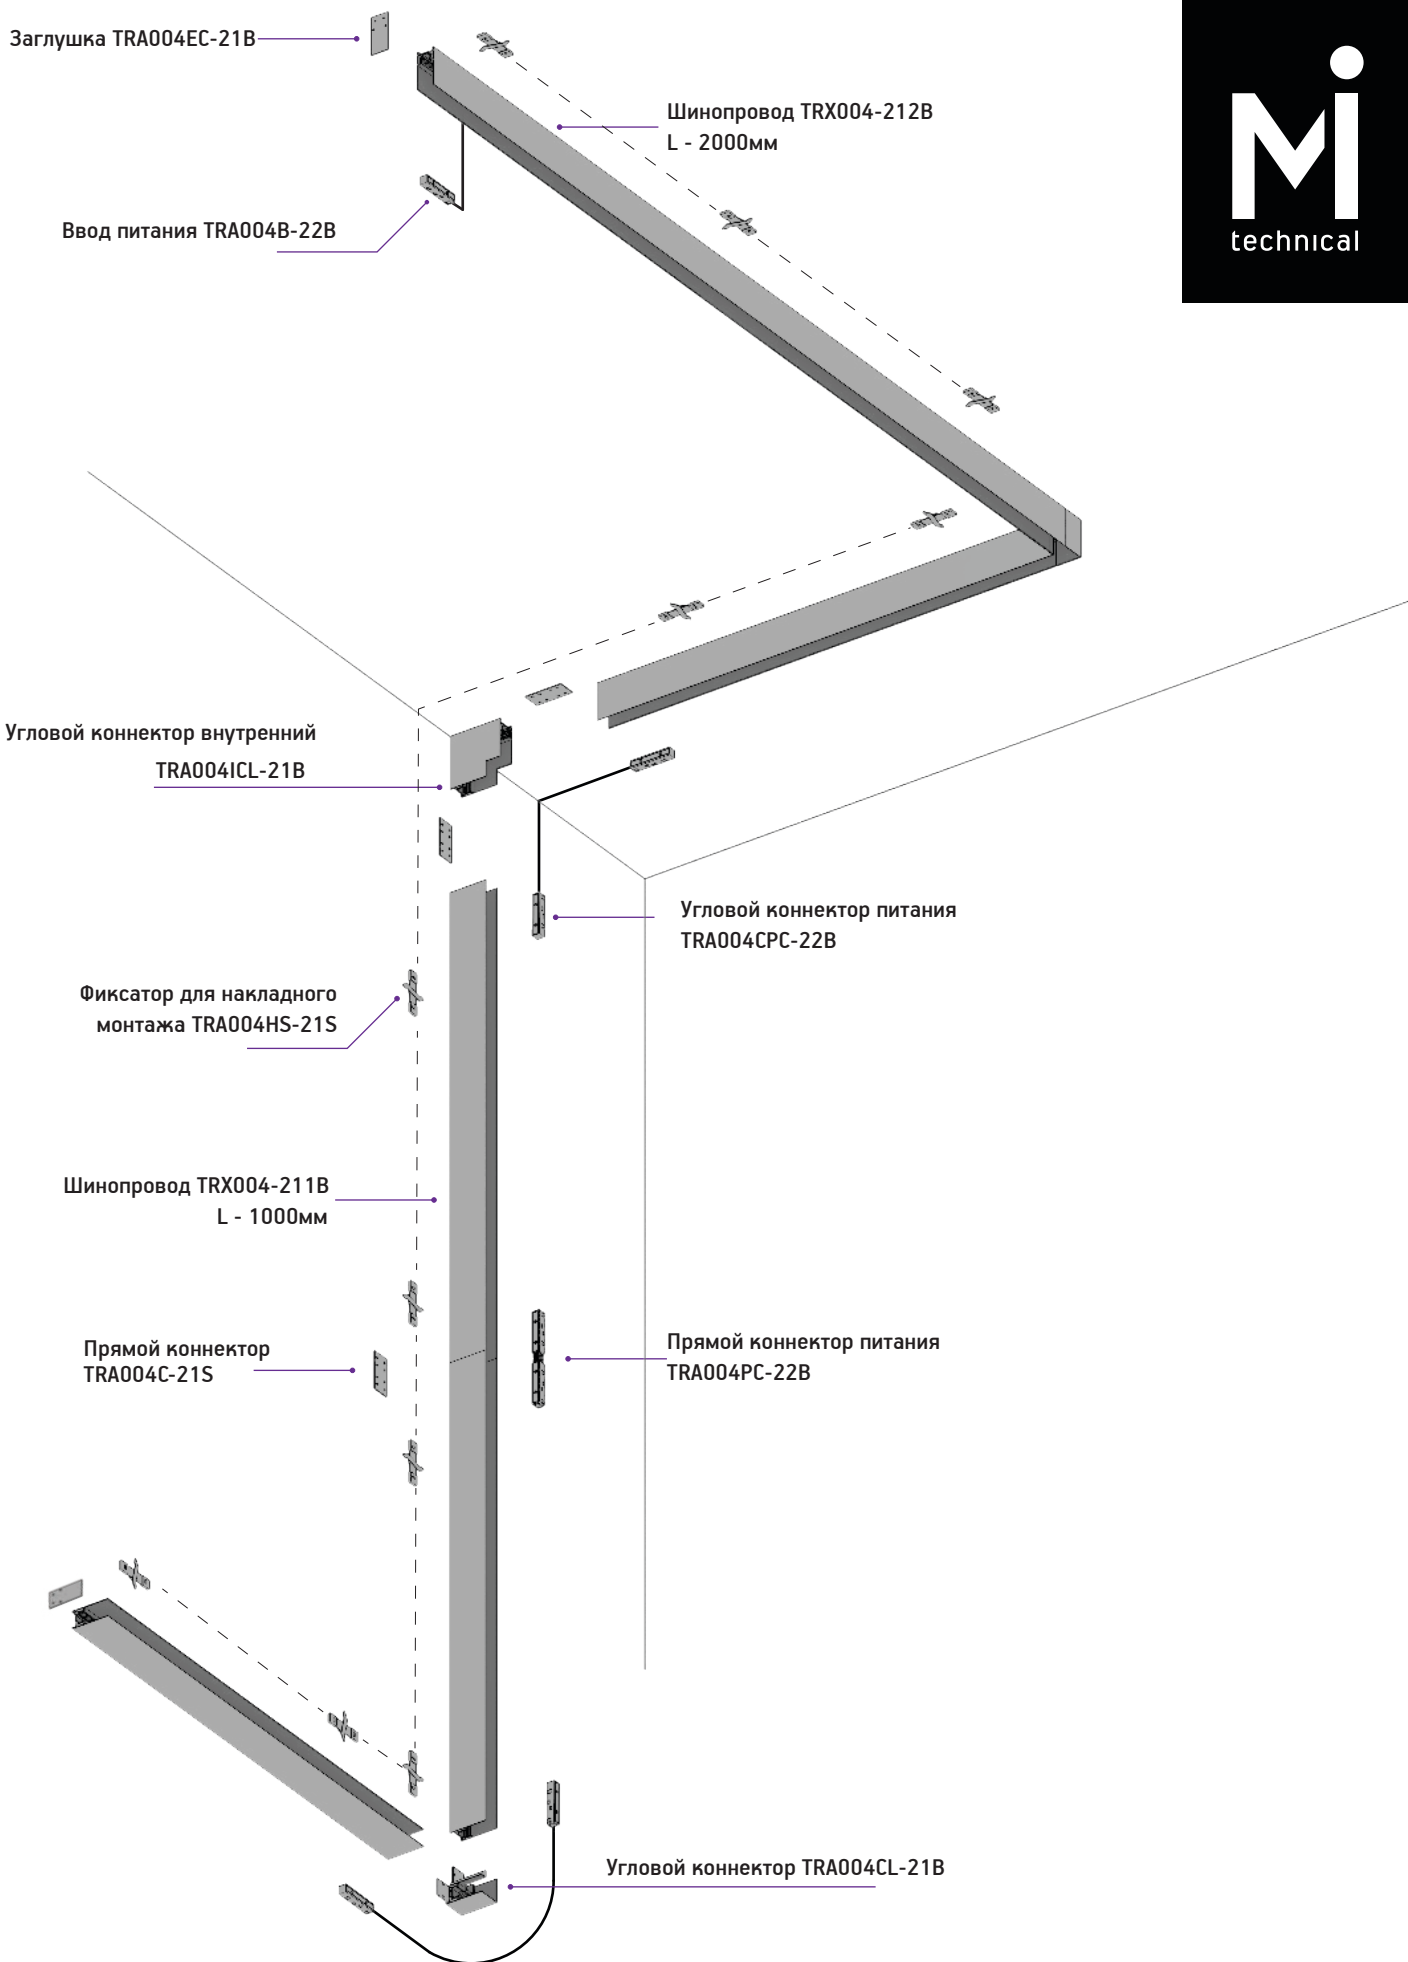 Заглушка TRA004EC-21B
Шинопровод TRX004-212B
L - 2000мм
Mi
technical
Ввод питания TRA004B-22B
Угловой коннектор внутренний
TRA004ICL-21B
Угловой коннектор питания
TRA004CPC-22B
Фиксатор для накладного
монтажа TRA004HS-21S
Шинопровод TRX004-211B
L - 1000мм
Прямой коннектор
TRA004C-21S
Прямой коннектор питания
TRA004PC-22B
Угловой коннектор TRA004CL-21B